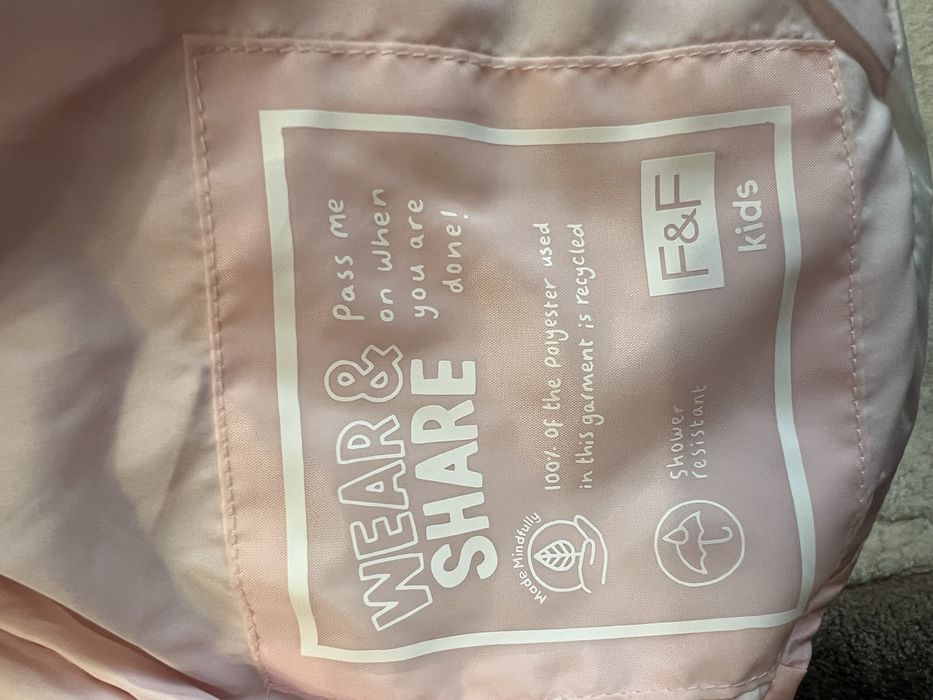 WEAR &
SHARE
Pass me
on when
you are
done!
Made Mindfully
100% of the Polyester used
in this garment is recycled
Shower
resistant
F&F
kids